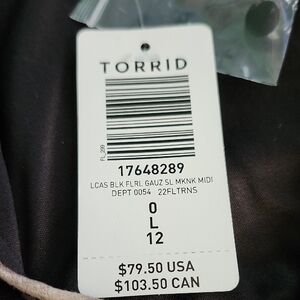 TORRID
FL_299
17648289
LCAS BLK FLRL GAUZ SL MKNK MIDI
DEPT 0054 22FLTRNS
0
L
12
$79.50 USA
$103.50 CAN